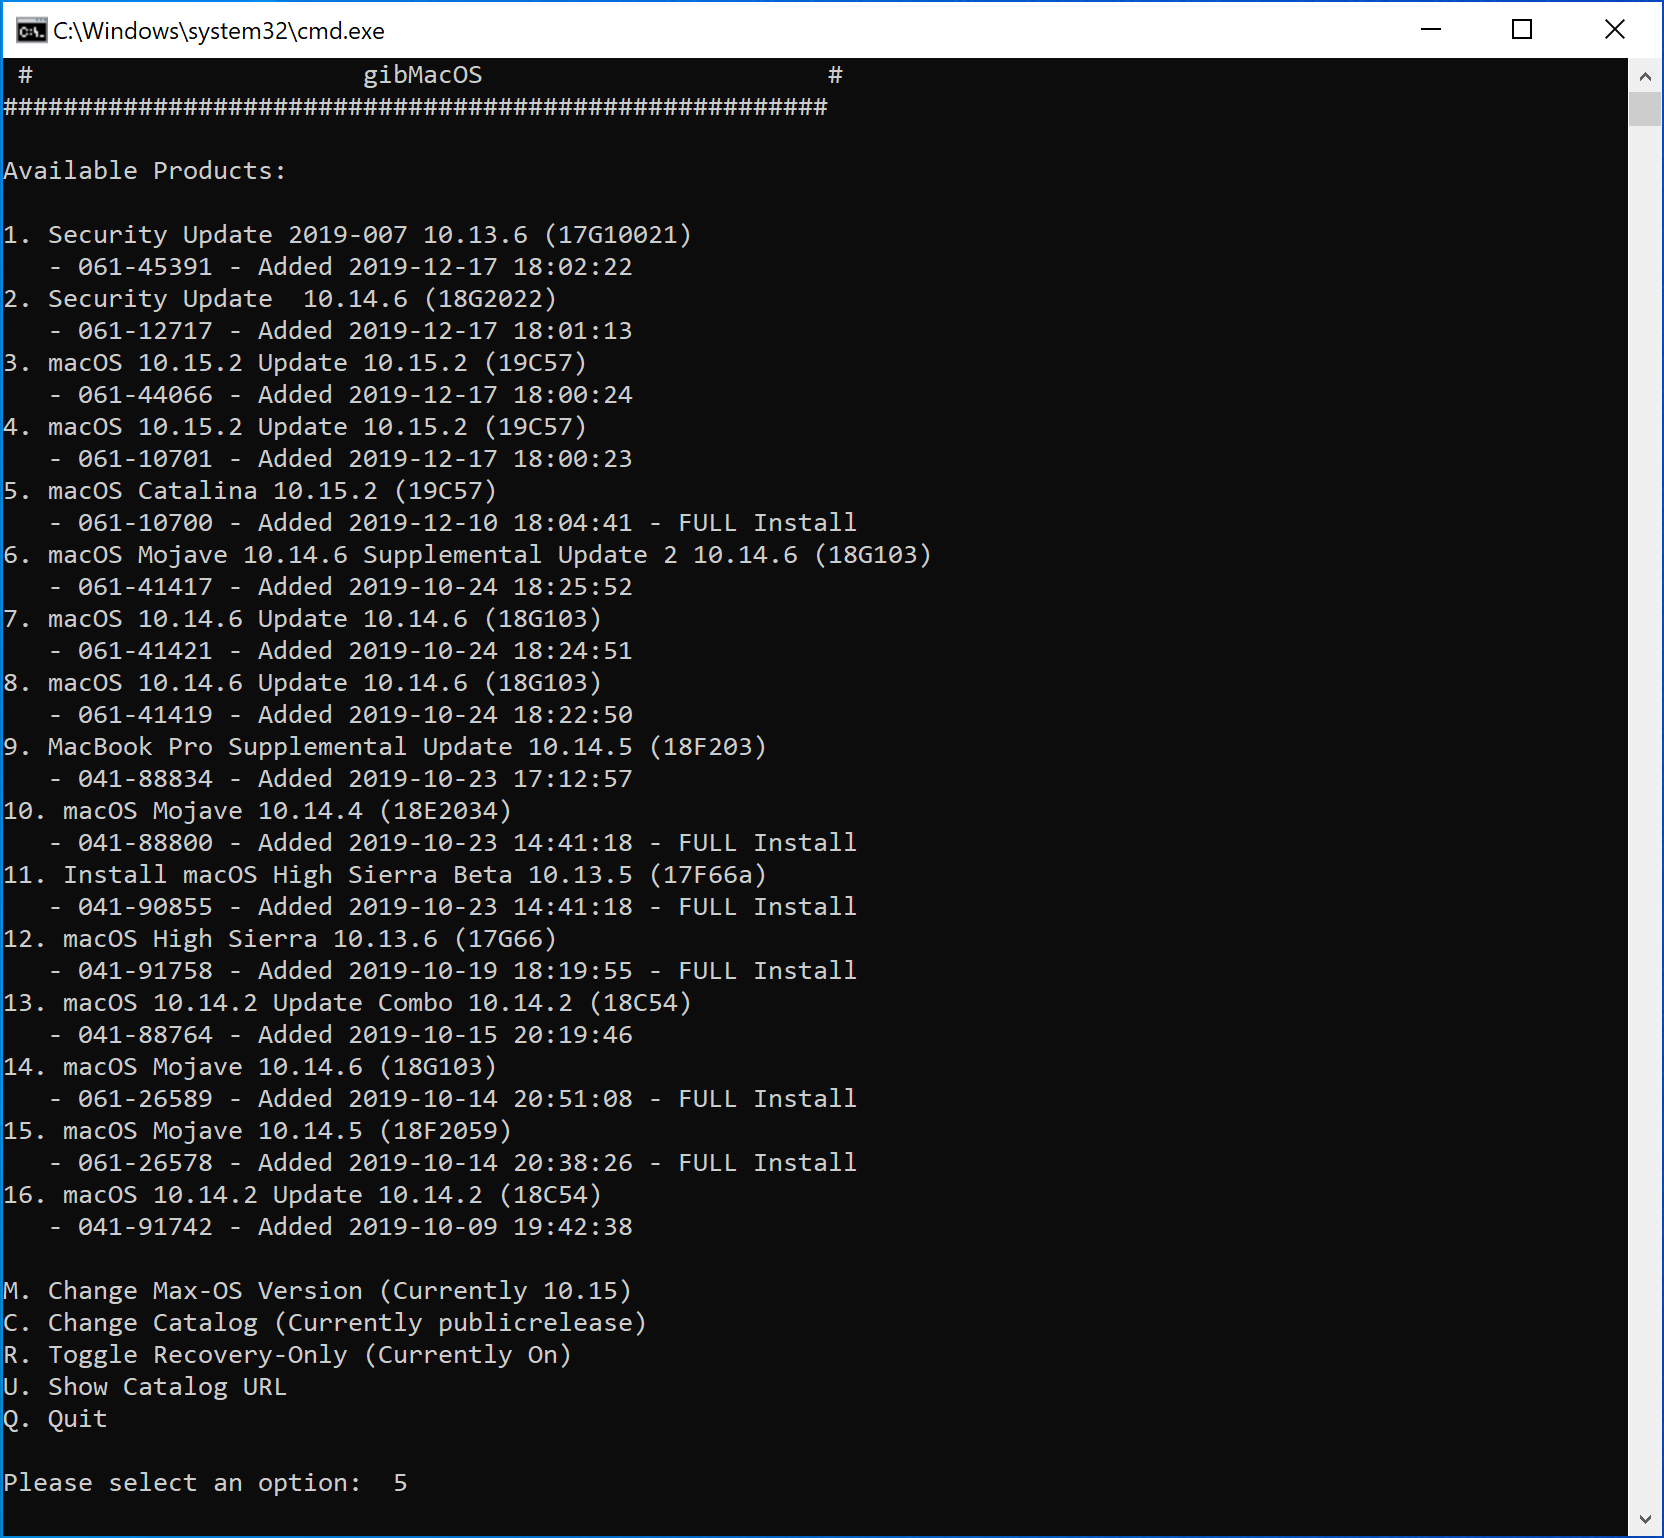 C:\Windows\system32\cmd.exe
#                      gibMacOS                       #
#######################################################
Available Products:
1. Security Update 2019-007 10.13.6 (17G10021)
   - 061-45391 - Added 2019-12-17 18:02:22
2. Security Update  10.14.6 (18G2022)
   - 061-12717 - Added 2019-12-17 18:01:13
3. macOS 10.15.2 Update 10.15.2 (19C57)
   - 061-44066 - Added 2019-12-17 18:00:24
4. macOS 10.15.2 Update 10.15.2 (19C57)
   - 061-10701 - Added 2019-12-17 18:00:23
5. macOS Catalina 10.15.2 (19C57)
   - 061-10700 - Added 2019-12-10 18:04:41 - FULL Install
6. macOS Mojave 10.14.6 Supplemental Update 2 10.14.6 (18G103)
   - 061-41417 - Added 2019-10-24 18:25:52
7. macOS 10.14.6 Update 10.14.6 (18G103)
   - 061-41421 - Added 2019-10-24 18:24:51
8. macOS 10.14.6 Update 10.14.6 (18G103)
   - 061-41419 - Added 2019-10-24 18:22:50
9. MacBook Pro Supplemental Update 10.14.5 (18F203)
   - 041-88834 - Added 2019-10-23 17:12:57
10. macOS Mojave 10.14.4 (18E2034)
   - 041-88800 - Added 2019-10-23 14:41:18 - FULL Install
11. Install macOS High Sierra Beta 10.13.5 (17F66a)
   - 041-90855 - Added 2019-10-23 14:41:18 - FULL Install
12. macOS High Sierra 10.13.6 (17G66)
   - 041-91758 - Added 2019-10-19 18:19:55 - FULL Install
13. macOS 10.14.2 Update Combo 10.14.2 (18C54)
   - 041-88764 - Added 2019-10-15 20:19:46
14. macOS Mojave 10.14.6 (18G103)
   - 061-26589 - Added 2019-10-14 20:51:08 - FULL Install
15. macOS Mojave 10.14.5 (18F2059)
   - 061-26578 - Added 2019-10-14 20:38:26 - FULL Install
16. macOS 10.14.2 Update 10.14.2 (18C54)
   - 041-91742 - Added 2019-10-09 19:42:38
M. Change Max-OS Version (Currently 10.15)
C. Change Catalog (Currently publicrelease)
R. Toggle Recovery-Only (Currently On)
U. Show Catalog URL
Q. Quit
Please select an option:  5